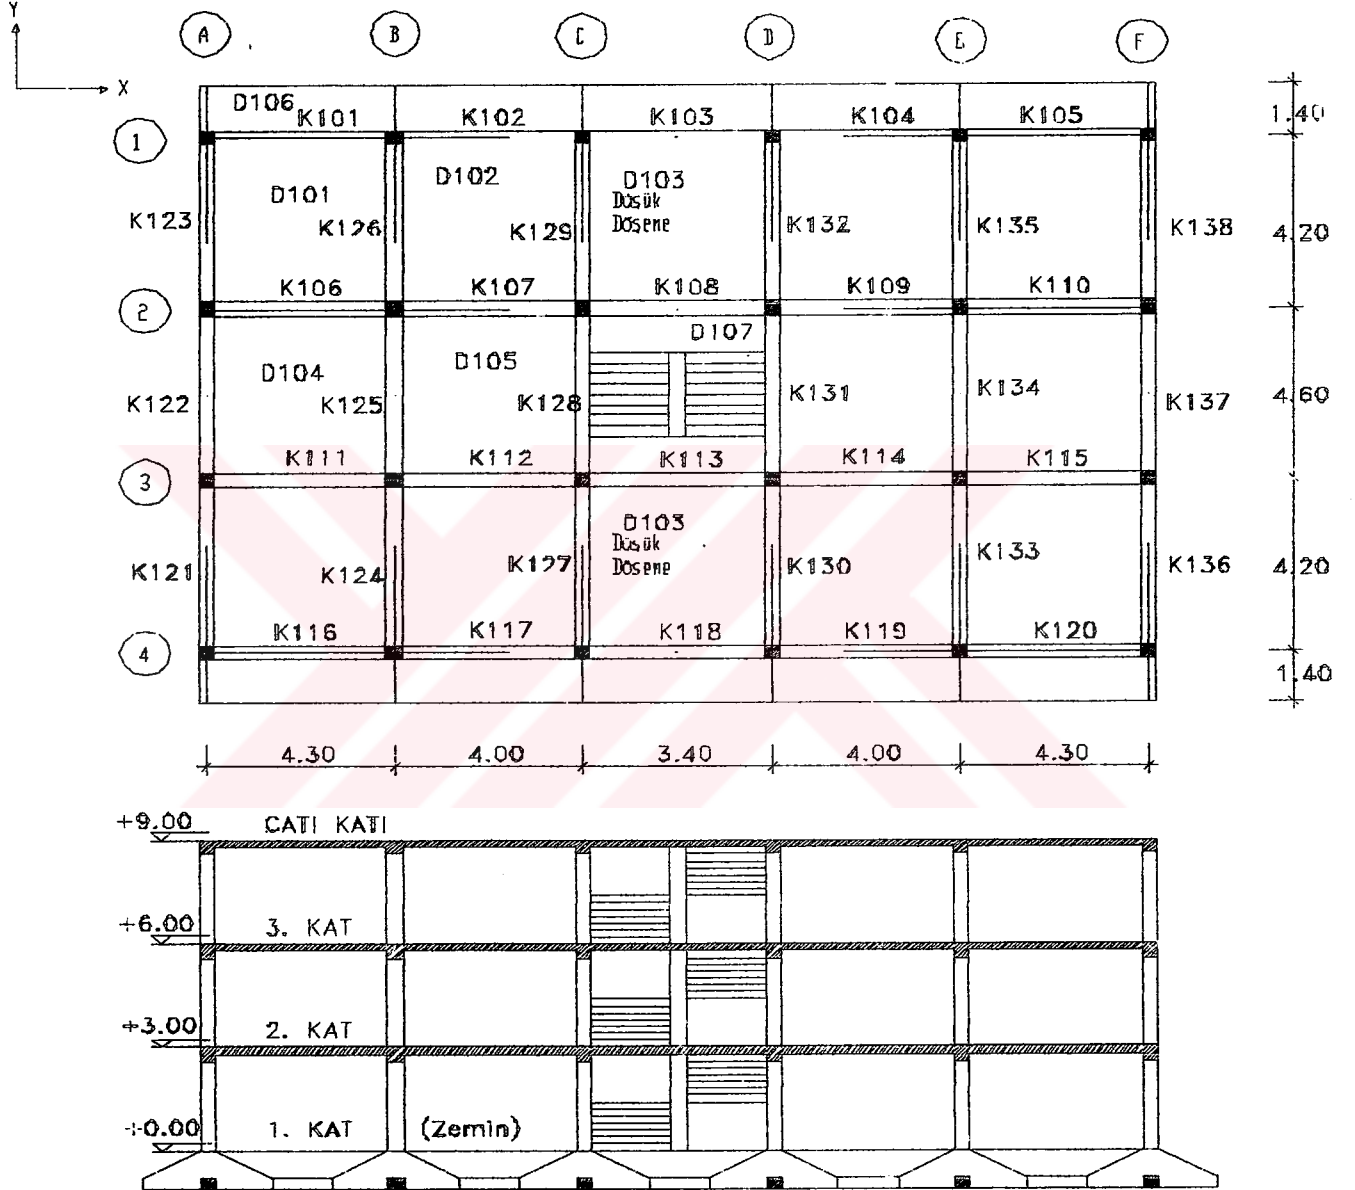 Y
A B C D E F
X
D106
K101 K102 K103 K104 K105
1.40
1
D101 D102 D103
Düşük
Döşeme
K123 K126 K129 K132 K135 K138 4.20
K106 K107 K108 K109 K110
2
D107
D104 D105
K122 K125 K128 K131 K134 K137 4.60
K111 K112 K113 K114 K115
3
D103
Düşük
Döşeme
K121 K124 K127 K130 K133 K136 4.20
K116 K117 K118 K119 K120
4
1.40
4.30 4.00 3.40 4.00 4.30
+9.00 ÇATI KATI
+6.00 3. KAT
+3.00 2. KAT
+0.00 1. KAT (Zemin)